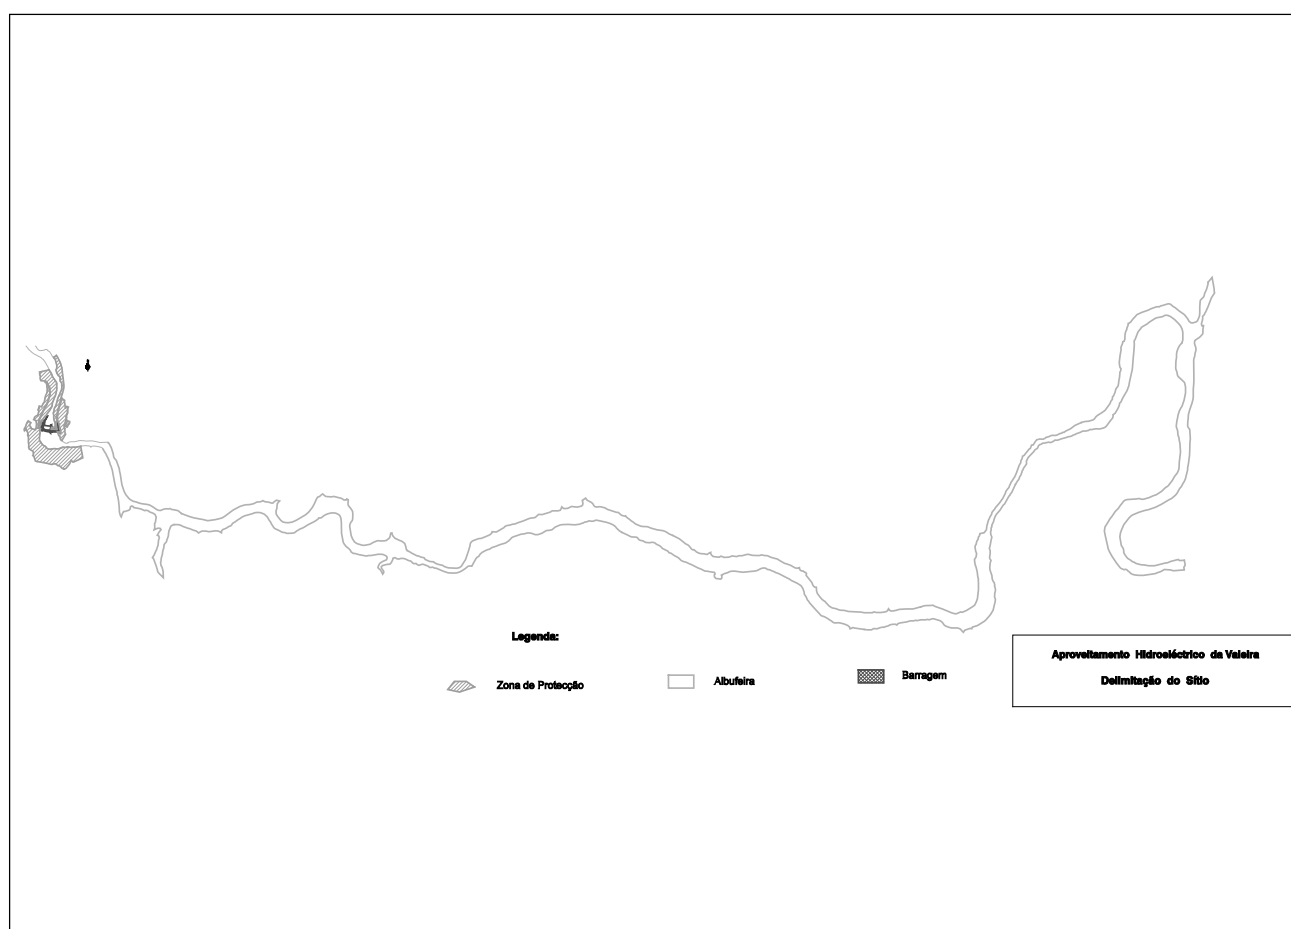 Legenda:
Zona de Protecção
Albufeira
Barragem
Aproveitamento Hidroeléctrico da Valeira
Delimitação do Sítio